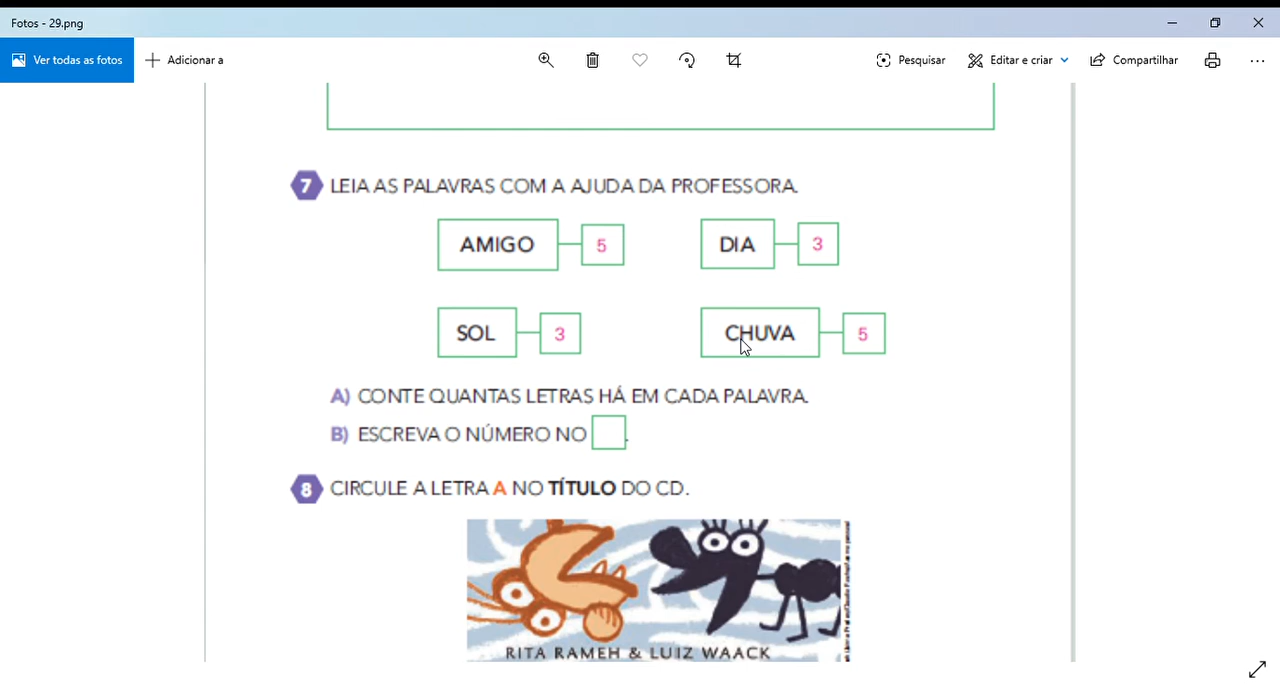 Fotos - 29.png
Ver todas as fotos
Adicionar a
Pesquisar
Editar e criar
Compartilhar
7 LEIA AS PALAVRAS COM A AJUDA DA PROFESSORA.
AMIGO 5 DIA 3
SOL 3 CHUVA 5
A) CONTE QUANTAS LETRAS HÁ EM CADA PALAVRA.
B) ESCREVA O NÚMERO NO .
8 CIRCULE A LETRA A NO TÍTULO DO CD.
RITA RAMEH & LUIZ WAACK